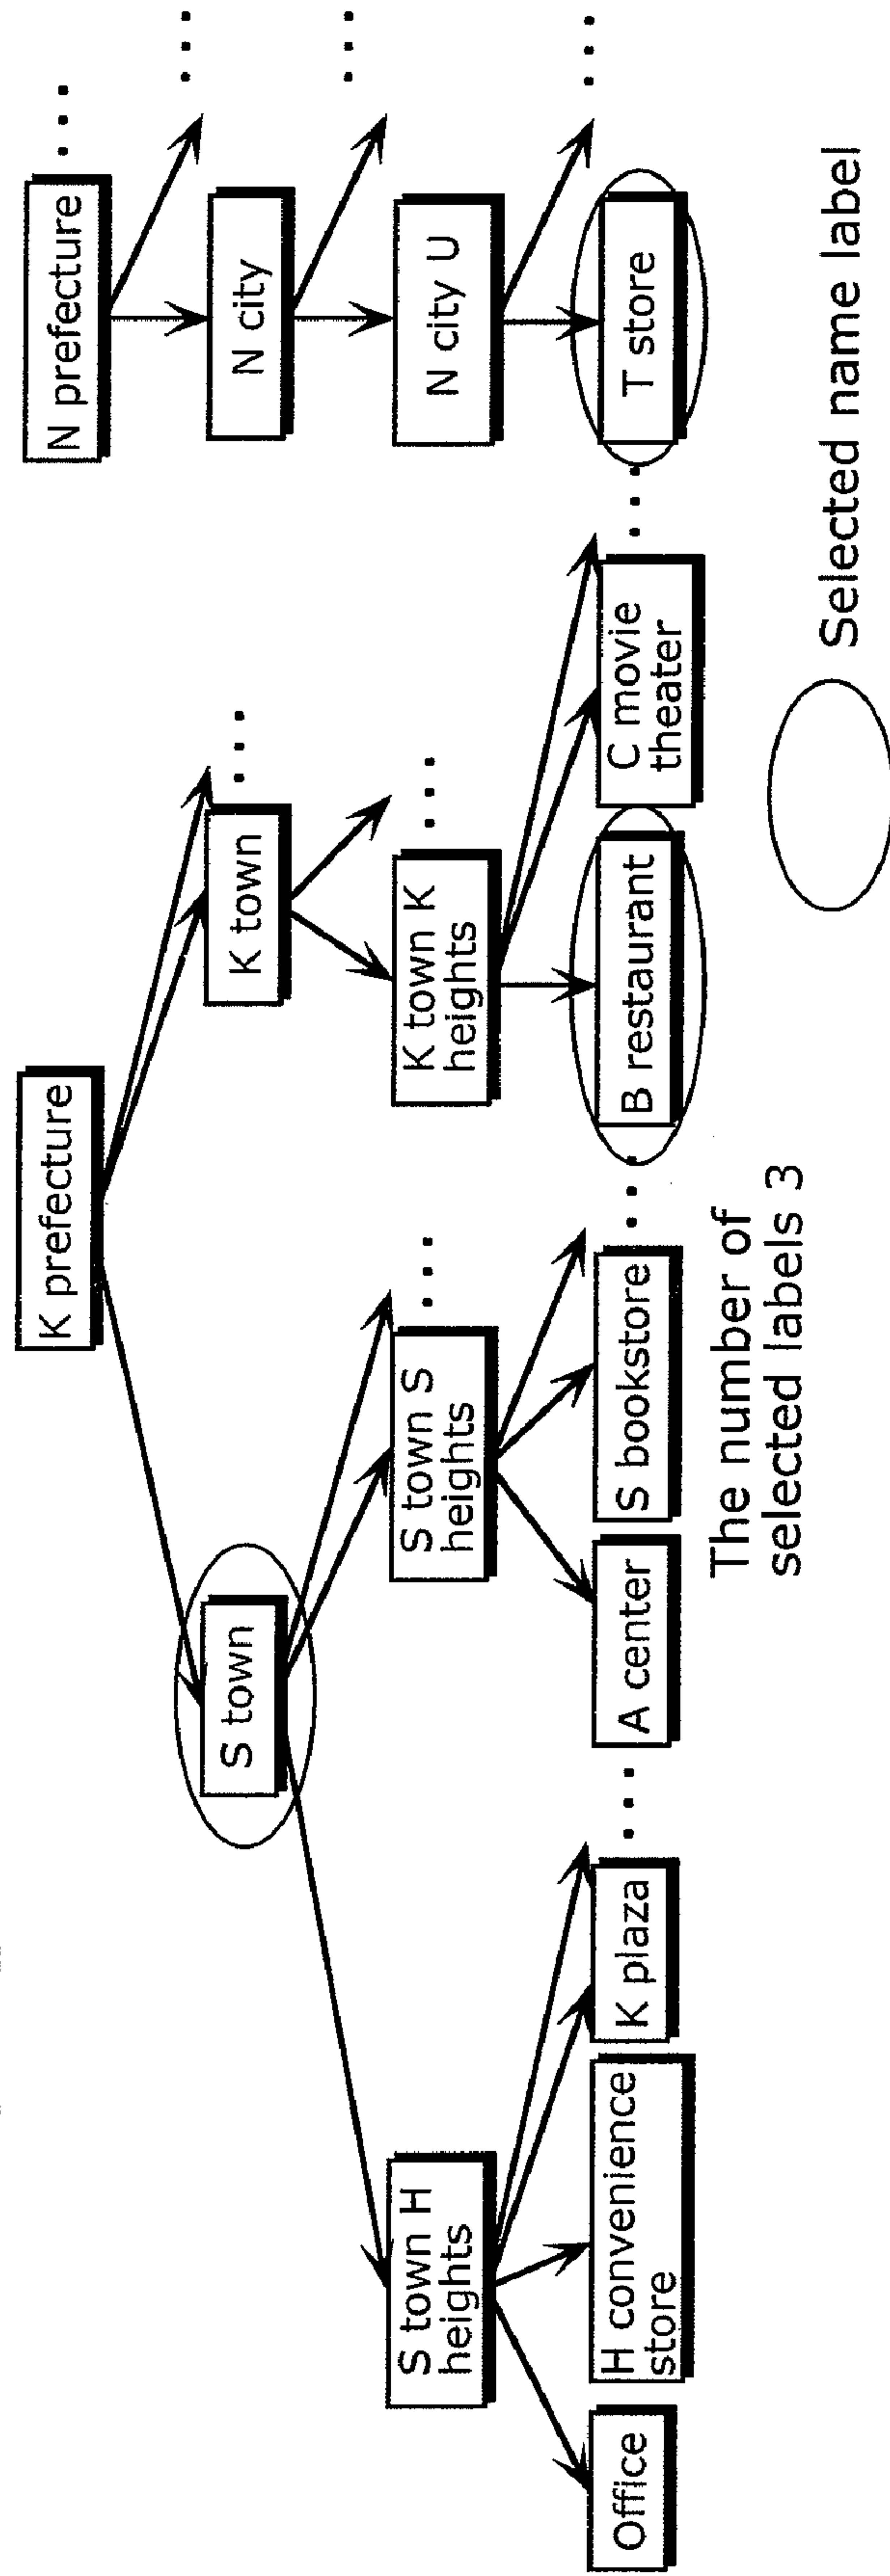 K prefecture
N prefecture
...
S town
K town
...
N city
...
S town H
heights
S town S
heights
...
K town K
heights
...
N city U
...
Office
H convenience
store
K plaza
...
A center
S bookstore
...
B restaurant
C movie
theater
...
T store
...
The number of
selected labels 3
Selected name label